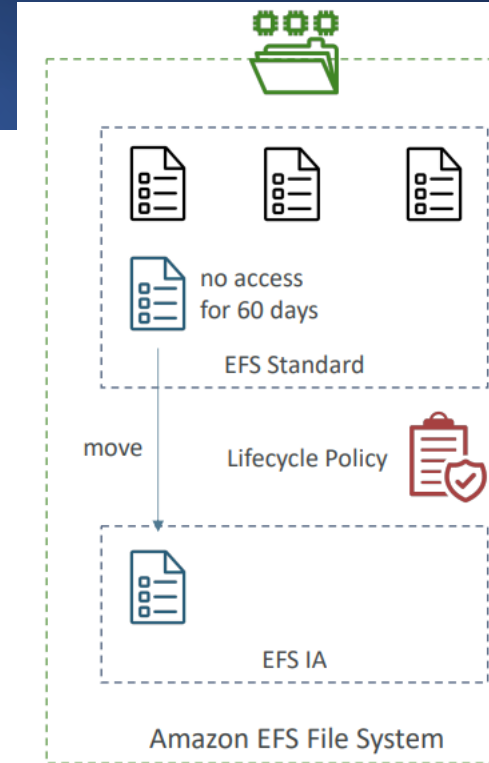 no access
for 60 days
EFS Standard
move
Lifecycle Policy
EFS IA
Amazon EFS File System